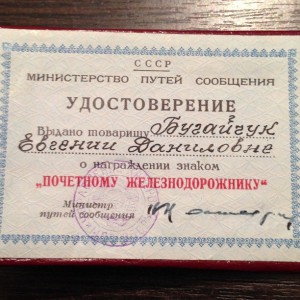 СССР
МИНИСТЕРСТВО ПУТЕЙ СООБЩЕНИЯ
УДОСТОВЕРЕНИЕ
Выдано товарищу Бугайчук
Евгении Даниловне
о награждении знаком
„ПОЧЕТНОМУ ЖЕЛЕЗНОДОРОЖНИКУ“
Министр
путей сообщения